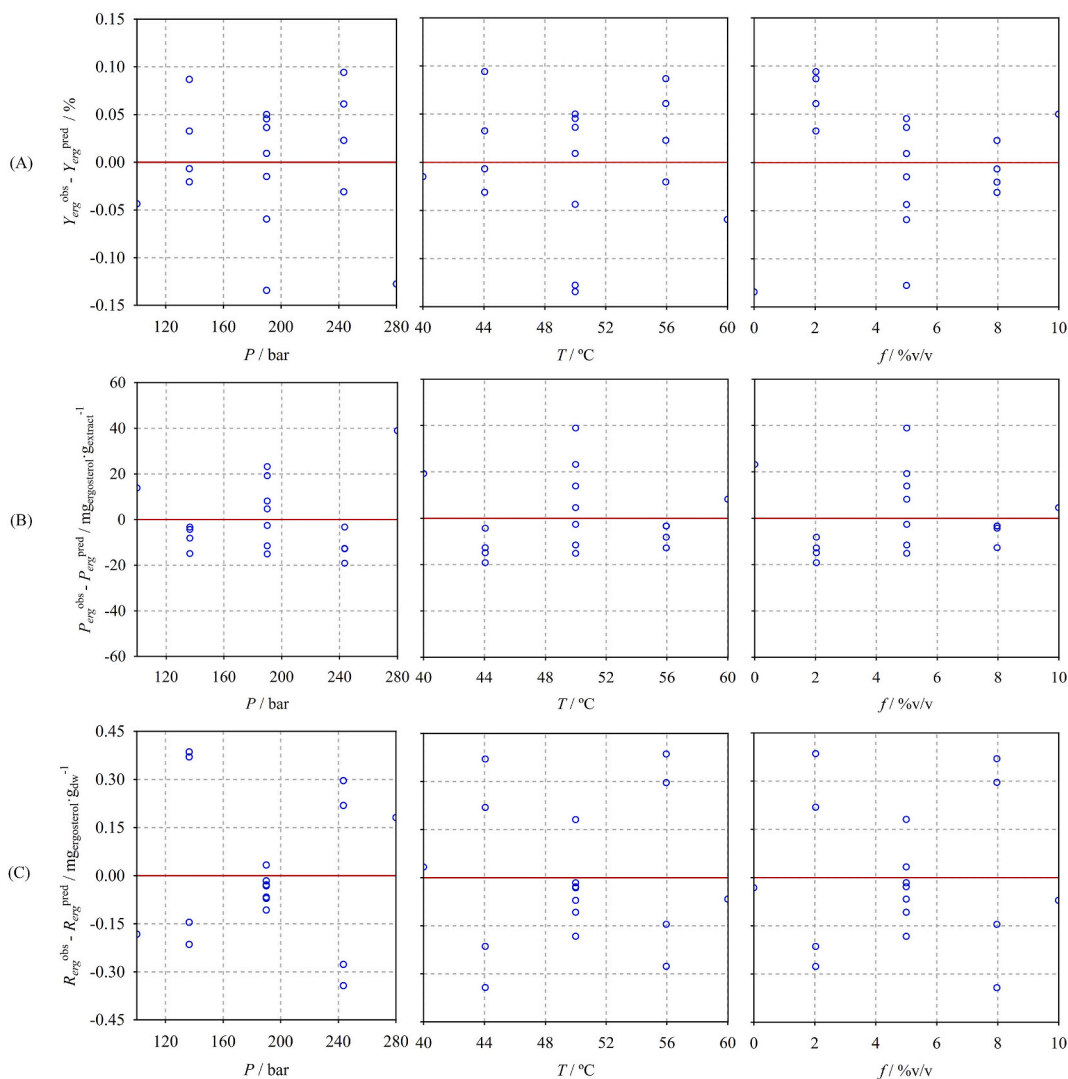 (A)
Y_erg^obs - Y_erg^pred / %
0.15
0.10
0.05
0.00
-0.05
-0.10
-0.15
120 160 200 240 280
P / bar
40 44 48 52 56 60
T / ºC
0 2 4 6 8 10
f / %v/v
(B)
P_erg^obs - P_erg^pred / mg_ergosterol·g_extract^-1
60
40
20
0
-20
-40
-60
120 160 200 240 280
P / bar
40 44 48 52 56 60
T / ºC
0 2 4 6 8 10
f / %v/v
(C)
R_erg^obs - R_erg^pred / mg_ergosterol·g_dw^-1
0.45
0.30
0.15
0.00
-0.15
-0.30
-0.45
120 160 200 240 280
P / bar
40 44 48 52 56 60
T / ºC
0 2 4 6 8 10
f / %v/v